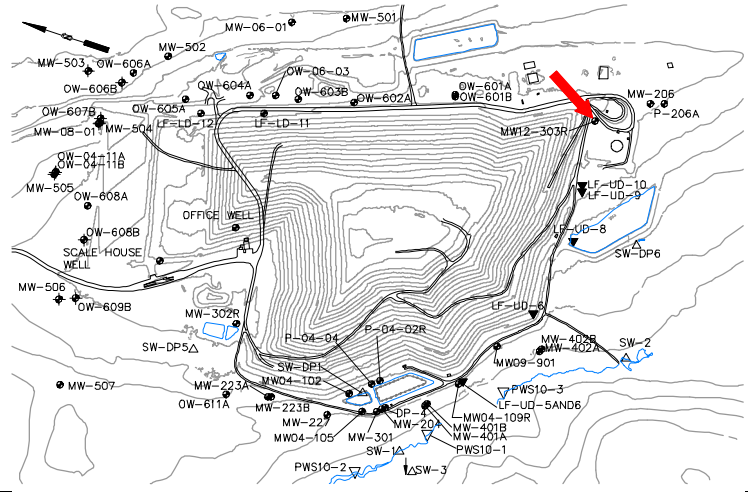 MW-501
MW-06-01
MW-502
MW-503
OW-606A
OW-606B
OW-06-03
OW-604A
OW-603B
OW-602A
OW-601A
OW-601B
MW-206
P-206A
OW-605A
OW-607B
LF-LD-12
LF-LD-11
MW-504
MW-08-01
MW12-303R
OW-04-11A
OW-04-11B
MW-505
LF-UD-10
LF-UD-9
OW-608A
OFFICE WELL
LF-UD-8
OW-608B
SCALE HOUSE
WELL
SW-DP6
MW-506
OW-609B
MW-302R
LF-UD-6
P-04-04
P-04-02R
SW-DP5
SW-DP1
MW-402B
MW-402A
SW-2
MW09-901
MW-507
MW-223A
MW04-102
PWS10-3
OW-611A
MW-223B
LF-UD-5AND6
DP-4
MW04-109R
MW-227
MW-204
MW-401B
MW-401A
MW04-105
MW-301
SW-1
PWS10-1
PWS10-2
SW-3